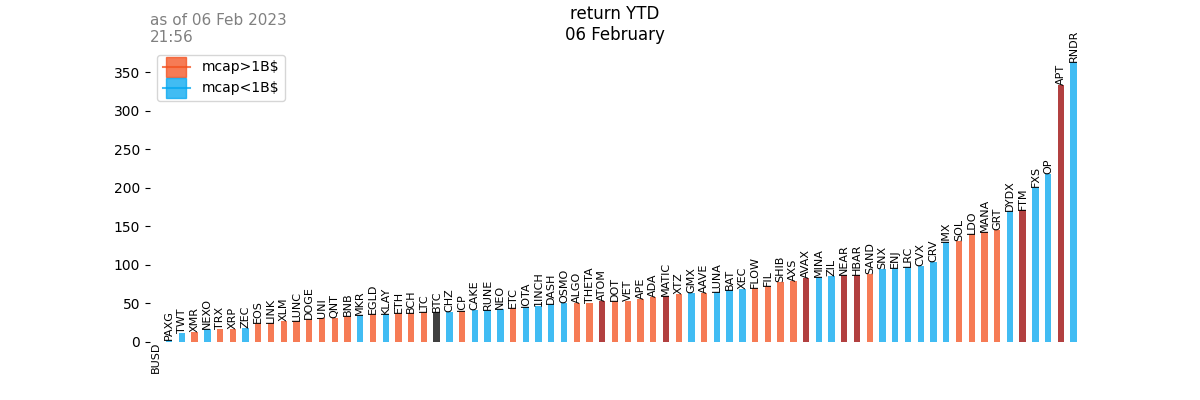 as of 06 Feb 2023
21:56
return YTD
06 February
mcap>1B$
mcap<1B$
350
300
250
200
150
100
50
0
BUSD
PAXG
TWT
XMR
NEXO
TRX
XRP
ZEC
EOS
LINK
XLM
LUNC
DOGE
UNI
QNT
BNB
MKR
EGLD
KLAY
ETH
BCH
LTC
BTC
CHZ
ICP
CAKE
RUNE
NEO
ETC
IOTA
1INCH
DASH
OSMO
ALGO
THETA
ATOM
DOT
VET
APE
ADA
MATIC
XTZ
GMX
AAVE
LUNA
BAT
XEC
FLOW
FIL
SHIB
AXS
AVAX
MINA
ZIL
NEAR
HBAR
SAND
SNX
ENJ
LRC
CVX
CRV
IMX
SOL
LDO
MANA
GRT
DYDX
FTM
FXS
OP
APT
RNDR